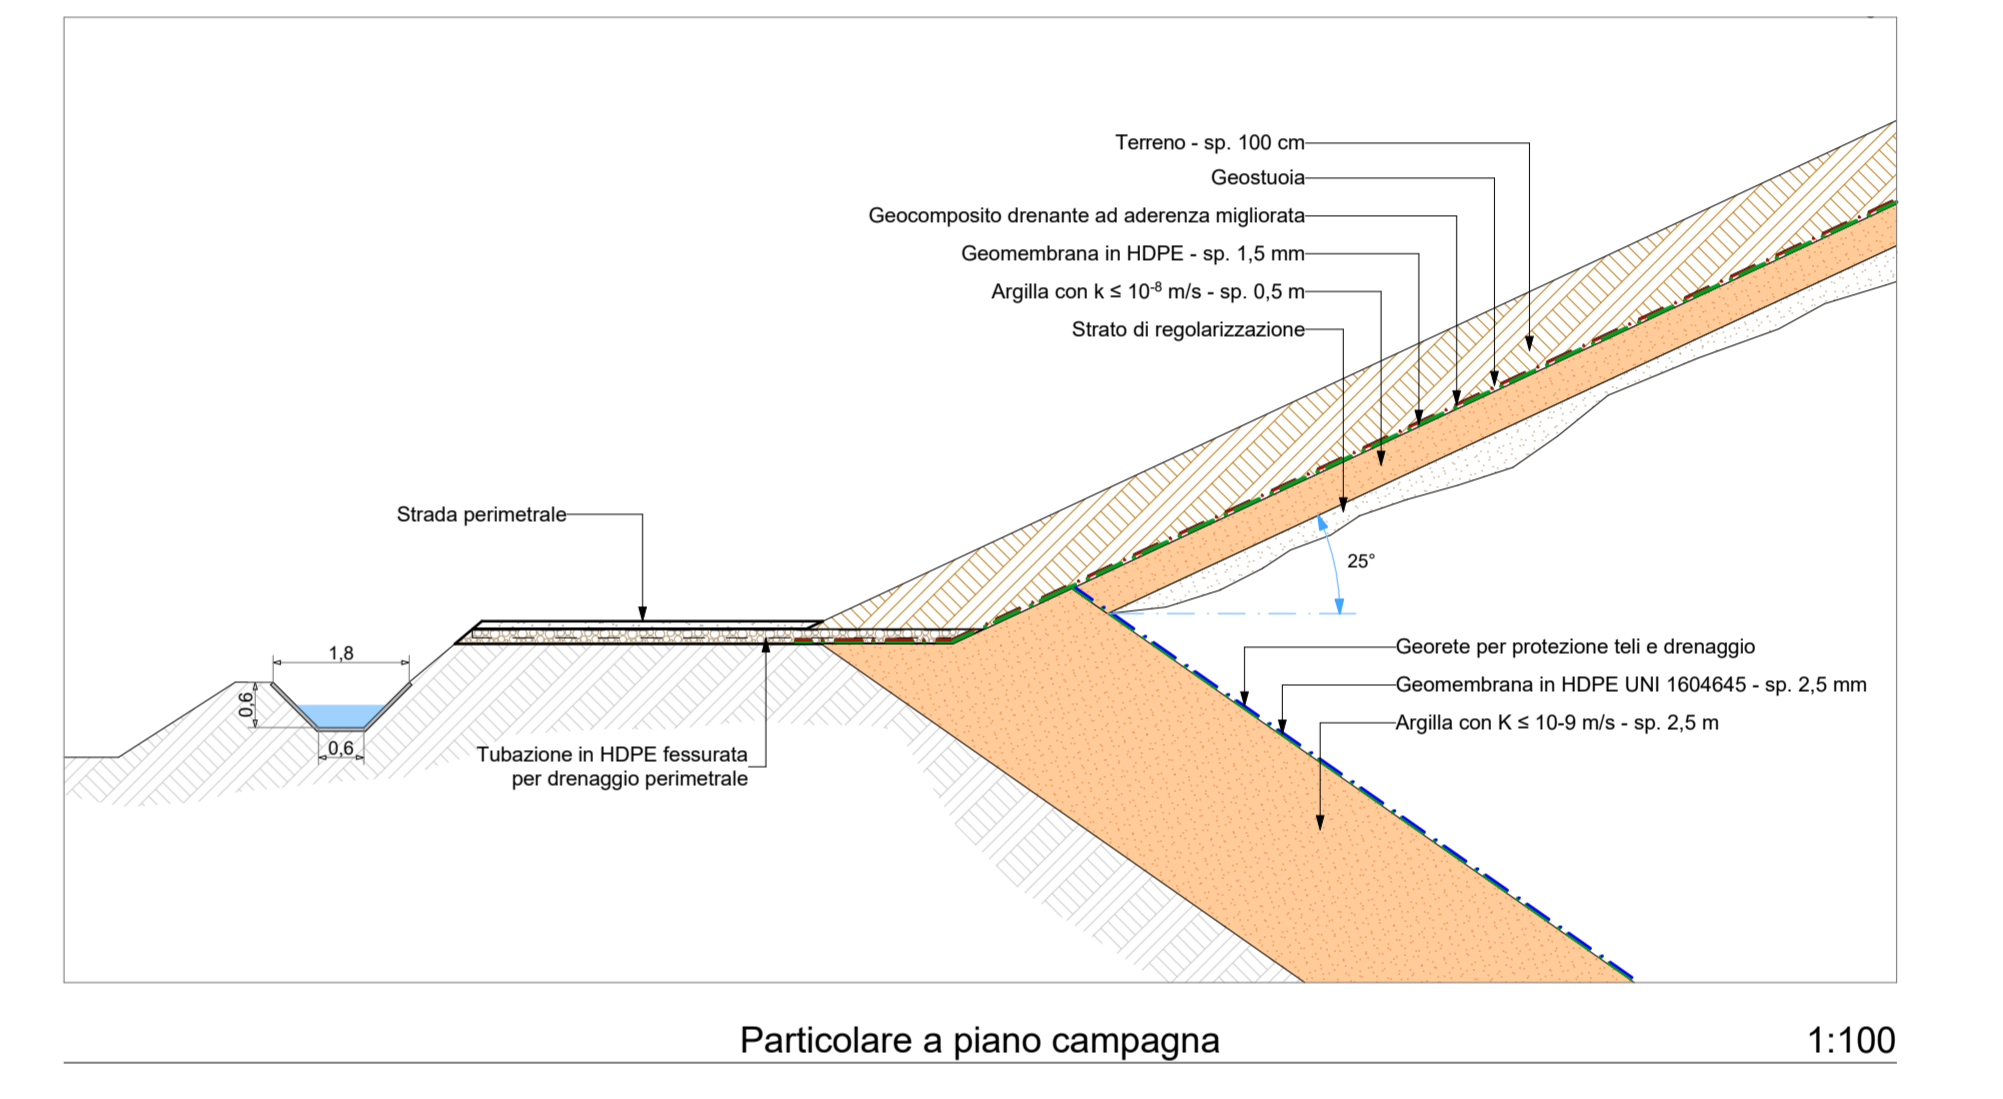 Terreno - sp. 100 cm
Geostuoia
Geocomposito drenante ad aderenza migliorata
Geomembrana in HDPE - sp. 1,5 mm
Argilla con k ≤ 10⁻⁸ m/s - sp. 0,5 m
Strato di regolarizzazione
Strada perimetrale
25°
1,8
0,6
0,6
Tubazione in HDPE fessurata
per drenaggio perimetrale
Georete per protezione teli e drenaggio
Geomembrana in HDPE UNI 1604645 - sp. 2,5 mm
Argilla con K ≤ 10-9 m/s - sp. 2,5 m
Particolare a piano campagna
1:100